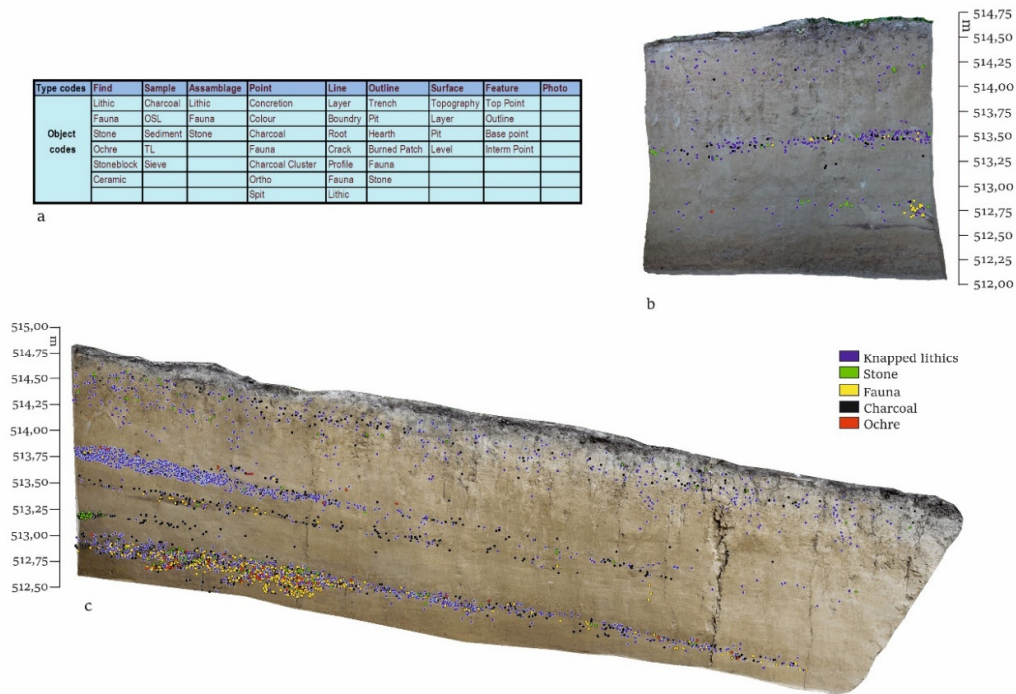 Type codes Find Sample Assamblage Point Line Outline Surface Feature Photo
Object codes
Lithic Charcoal Lithic Concretion Layer Trench Topography Top Point
Fauna OSL Fauna Colour Boundry Pit Layer Outline
Stone Sediment Stone Charcoal Root Hearth Pit Base point
Ochre TL Fauna Crack Burned Patch Level Interm Point
Stoneblock Sieve Charcoal Cluster Profile Fauna
Ceramic Ortho Fauna Stone
Spit Lithic
a
514,75
m
514,50
514,25
514,00
513,75
513,50
513,25
513,00
512,75
512,50
512,25
512,00
b
515,00
m
514,75
514,50
514,25
514,00
513,75
513,50
513,25
513,00
512,75
512,50
c
Knapped lithics
Stone
Fauna
Charcoal
Ochre